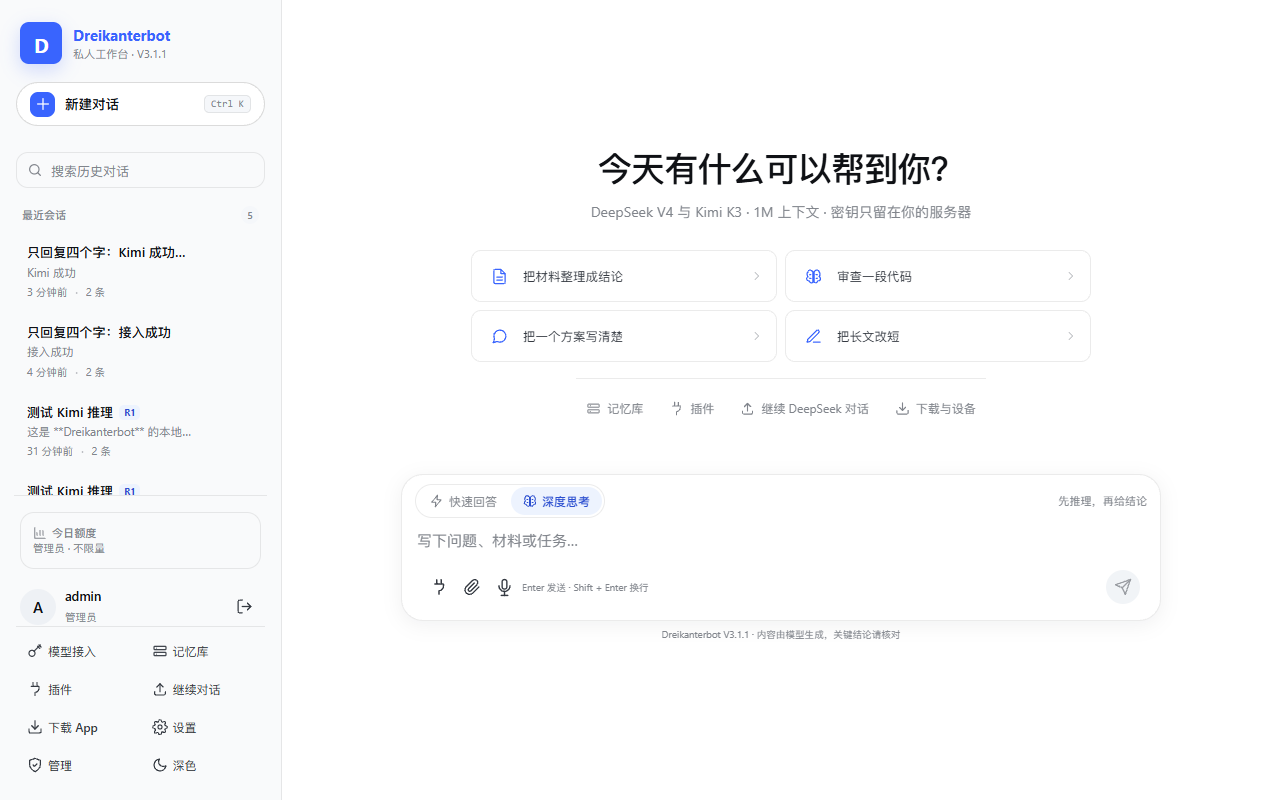 D
Dreikanterbot
私人工作台 · V3.1.1
新建对话
Ctrl K
搜索历史对话
最近会话
5
只回复四个字：Kimi 成功...
Kimi 成功
3 分钟前 · 2 条
只回复四个字：接入成功
接入成功
4 分钟前 · 2 条
测试 Kimi 推理 R1
这是 **Dreikanterbot** 的本地...
31 分钟前 · 2 条
测试 Kimi 推理 R1
今日额度
管理员 · 不限量
A
admin
管理员
模型接入
记忆库
插件
继续对话
下载 App
设置
管理
深色
今天有什么可以帮到你?
DeepSeek V4 与 Kimi K3 · 1M 上下文 · 密钥只留在你的服务器
把材料整理成结论
审查一段代码
把一个方案写清楚
把长文改短
记忆库
插件
继续 DeepSeek 对话
下载与设备
快速回答
深度思考
先推理，再给结论
写下问题、材料或任务...
Enter 发送 · Shift + Enter 换行
Dreikanterbot V3.1.1 · 内容由模型生成，关键结论请核对